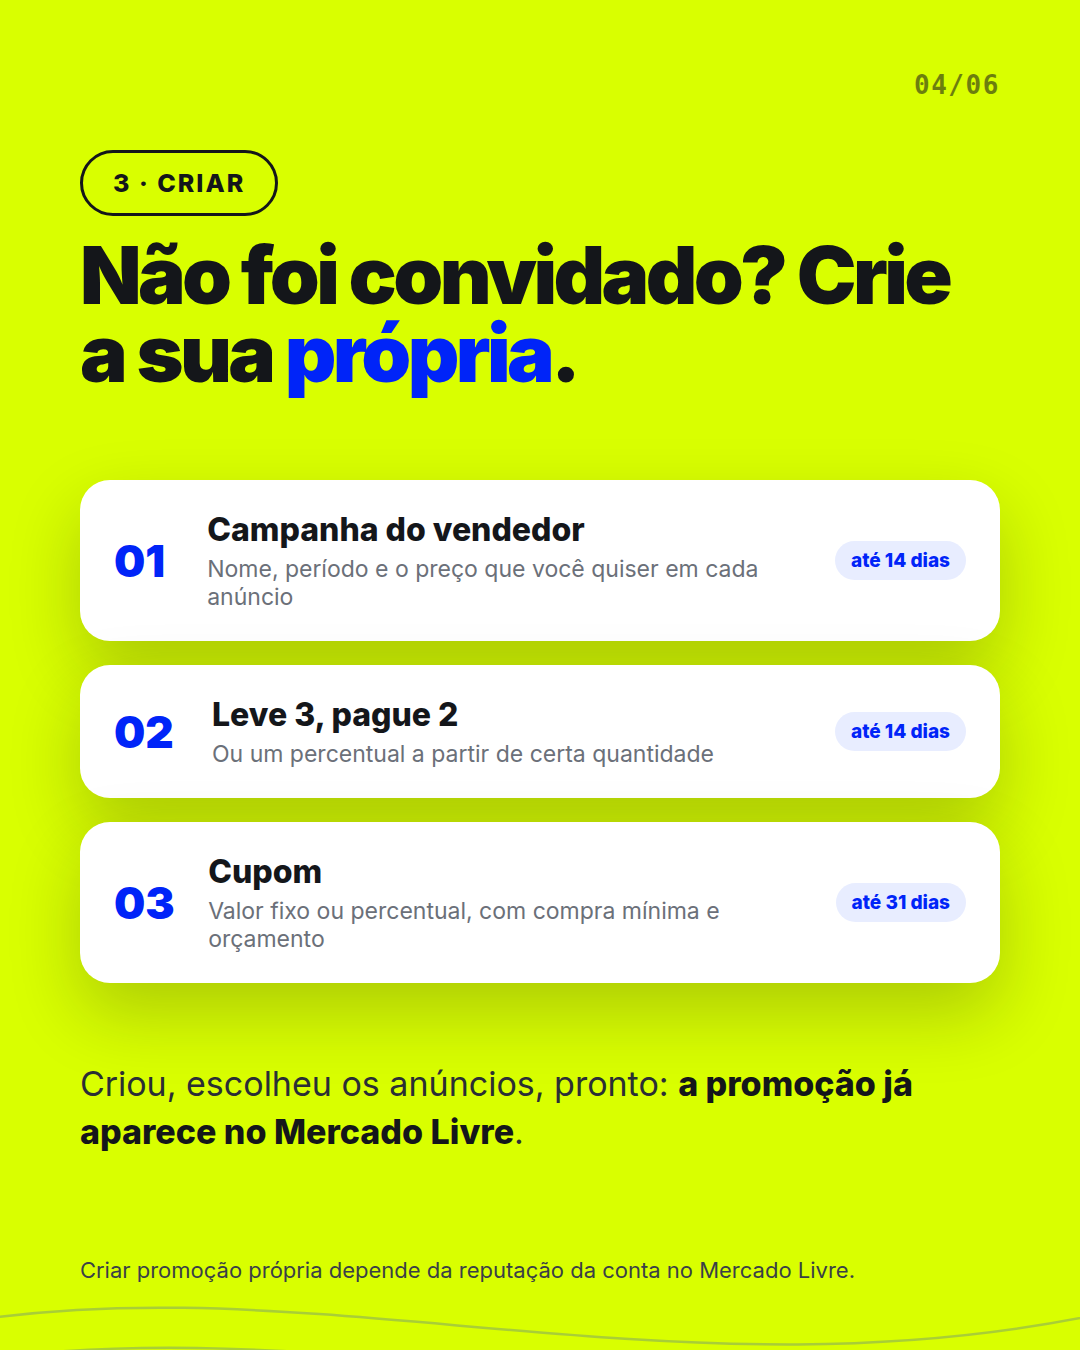 04/06
3 · CRIAR
Não foi convidado? Crie
a sua própria.
01
Campanha do vendedor
Nome, período e o preço que você quiser em cada
anúncio
até 14 dias
02
Leve 3, pague 2
Ou um percentual a partir de certa quantidade
até 14 dias
03
Cupom
Valor fixo ou percentual, com compra mínima e
orçamento
até 31 dias
Criou, escolheu os anúncios, pronto: a promoção já
aparece no Mercado Livre.
Criar promoção própria depende da reputação da conta no Mercado Livre.